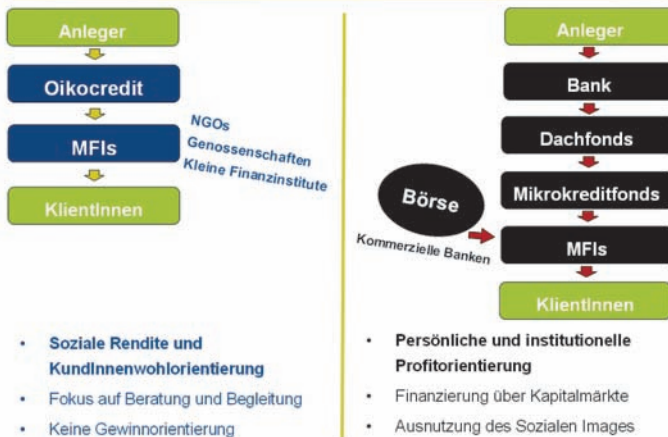 Anleger
Oikocredit
MFIs
KlientInnen
NGOs
Genossenschaften
Kleine Finanzinstitute
• Soziale Rendite und
KundInnenwohlorientierung
• Fokus auf Beratung und Begleitung
• Keine Gewinnorientierung
Anleger
Bank
Dachfonds
Mikrokreditfonds
Börse
Kommerzielle Banken
MFIs
KlientInnen
• Persönliche und institutionelle
Profitorientierung
• Finanzierung über Kapitalmärkte
• Ausnutzung des Sozialen Images